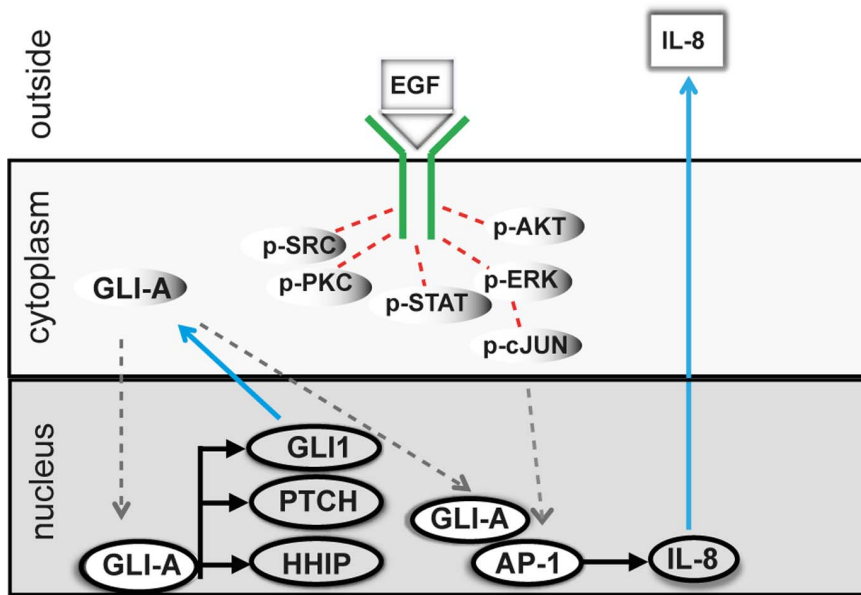 outside
IL-8
EGF
cytoplasm
p-SRC
p-AKT
p-PKC
p-ERK
GLI-A
p-STAT
p-cJUN
nucleus
GLI1
PTCH
GLI-A
GLI-A
HHIP
AP-1
IL-8